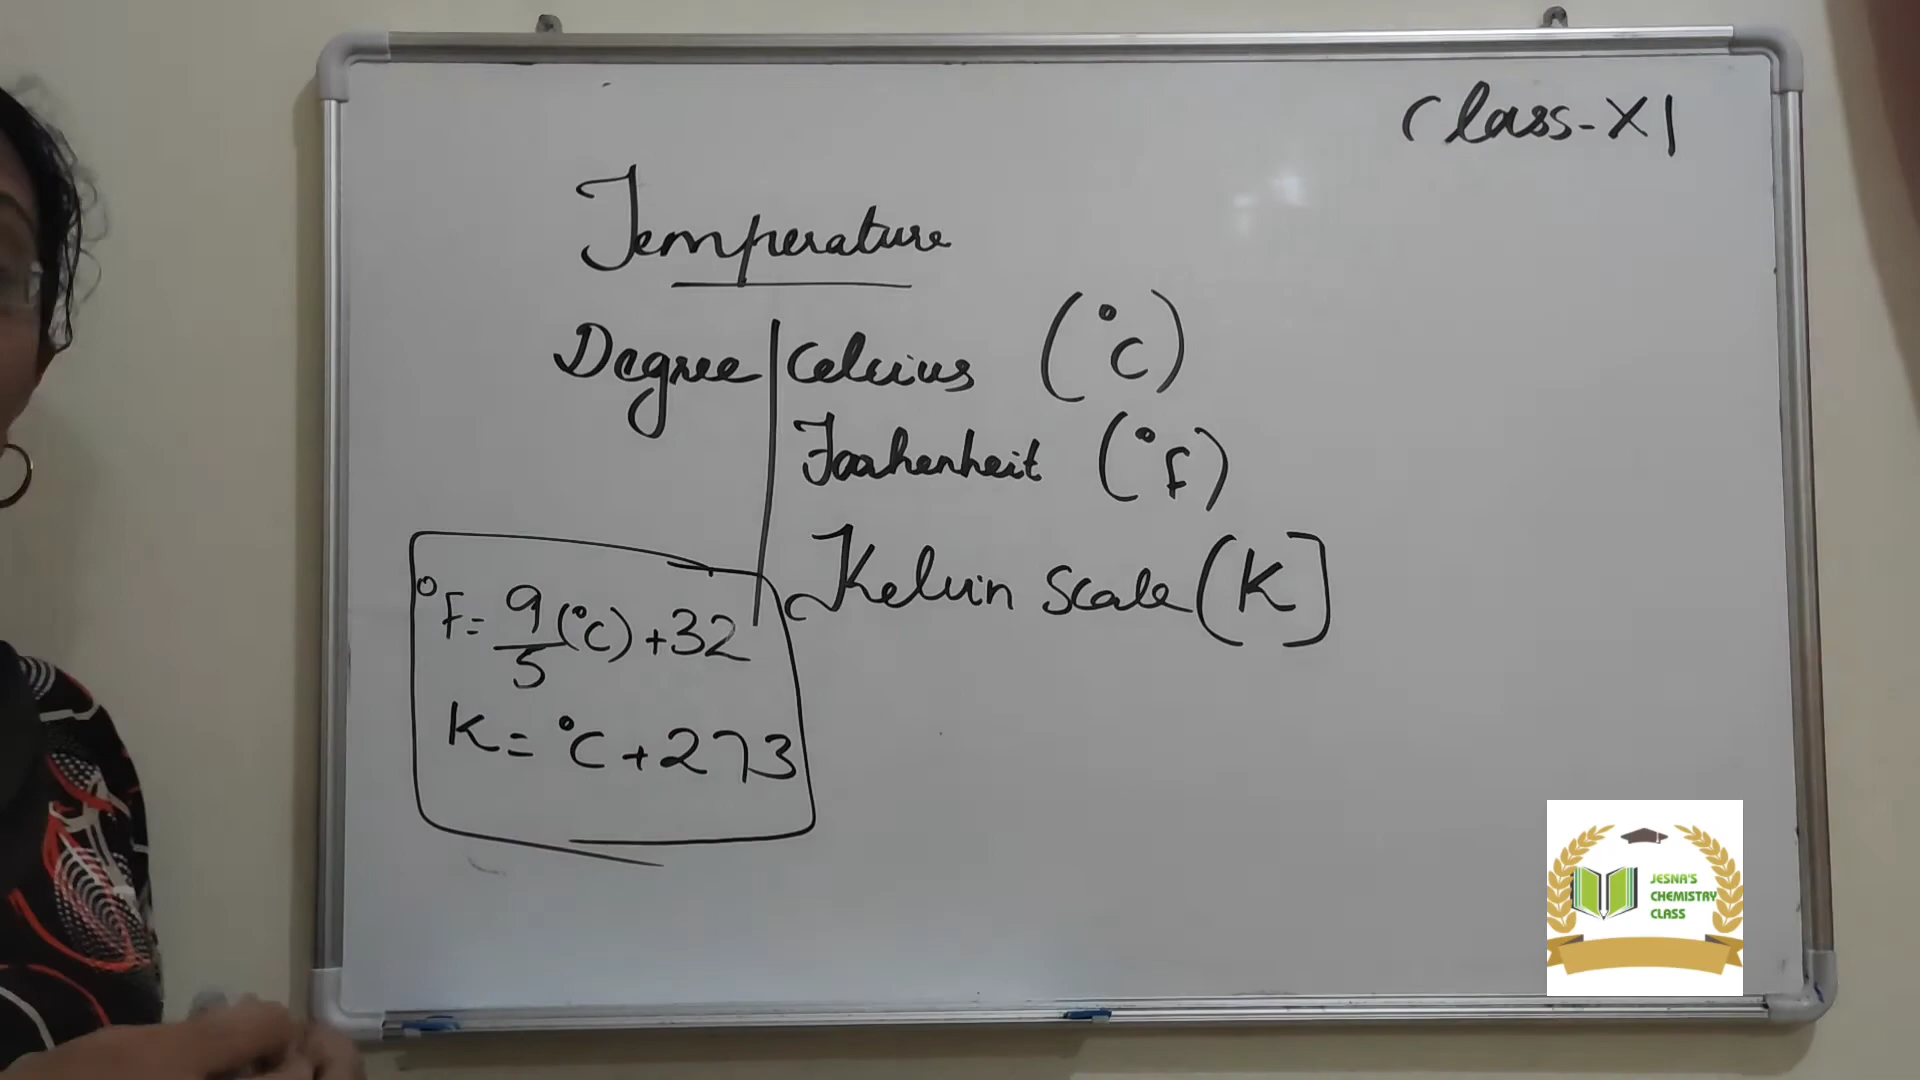 Class-XI
Temperature
Degree Celcius (°C)
Faahenheit (°F)
Kelvin Scale (K]
°F = 9/5 (°C) + 32
K = °C + 273
JESNA'S
CHEMISTRY
CLASS